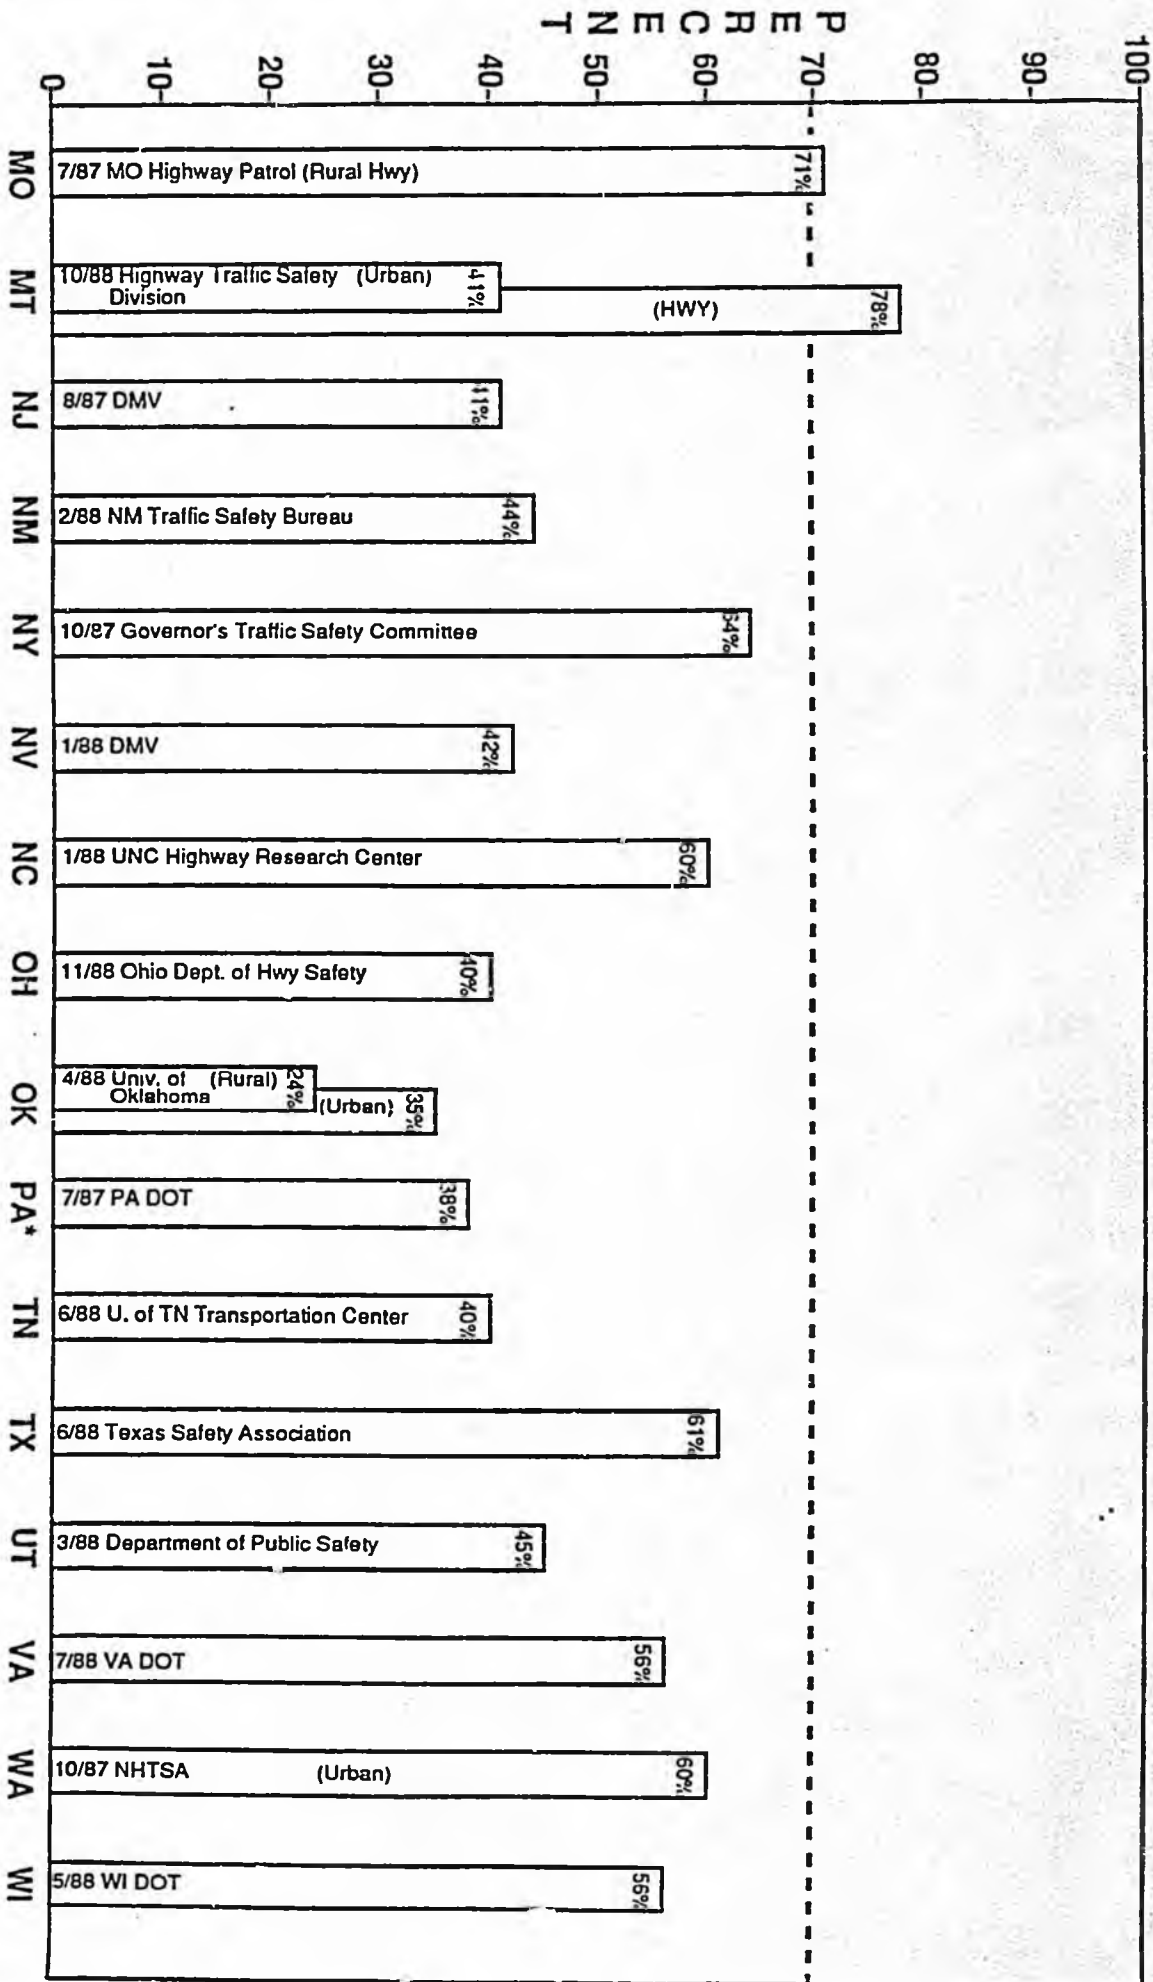 PERCENT
0
10
20
30
40
50
60
70
80
90
100
MO
7/87 MO Highway Patrol (Rural Hwy)
71%
MT
10/88 Highway Traffic Safety (Urban)
Division
41%
(HWY)
78%
NJ
8/87 DMV
41%
NM
2/88 NM Traffic Safety Bureau
44%
NY
10/87 Governor's Traffic Safety Committee
64%
NV
1/88 DMV
42%
NC
1/88 UNC Highway Research Center
60%
OH
11/88 Ohio Dept. of Hwy Safety
40%
OK
4/88 Univ. of (Rural)
Oklahoma
24%
(Urban)
35%
PA*
7/87 PA DOT
38%
TN
6/88 U. of TN Transportation Center
40%
TX
6/88 Texas Safety Association
61%
UT
3/88 Department of Public Safety
45%
VA
7/88 VA DOT
56%
WA
10/87 NHTSA (Urban)
60%
WI
5/88 WI DOT
56%